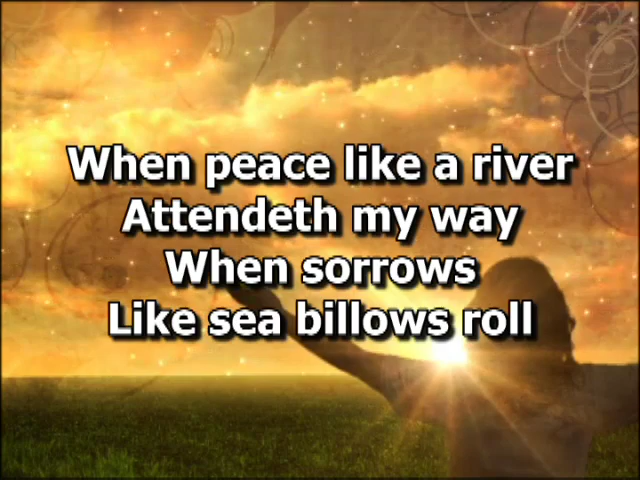 When peace like a river
Attendeth my way
When sorrows
Like sea billows roll